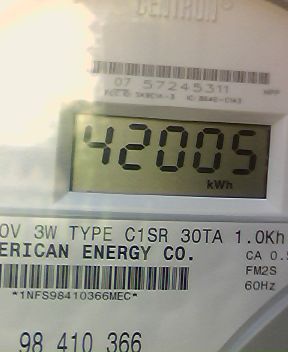 CENTRON®
07 57245311
42005
kWh
0V 3W TYPE C1SR 30TA 1.0Kh
ERICAN ENERGY CO.
CA 0.5
FM2S
60Hz
*1NFS98410366MEC*
98 410 366